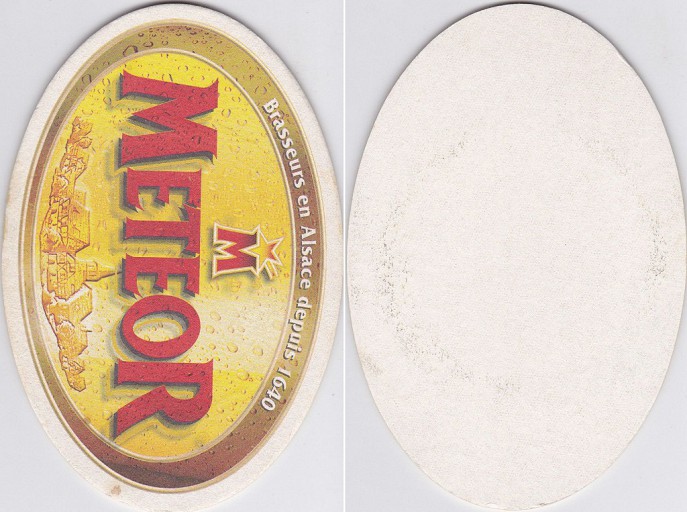 Brasseurs en Alsace depuis 1640
M
METEOR